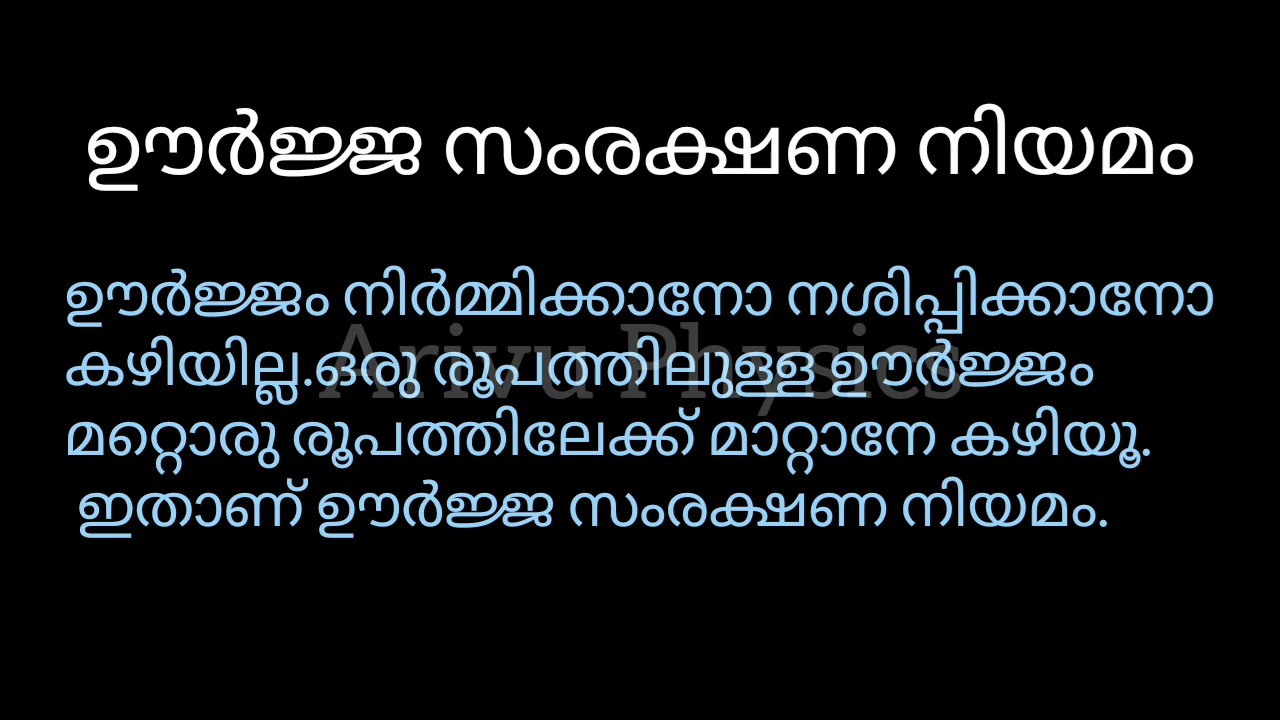 ഊർജ്ജ സംരക്ഷണ നിയമം
ഊർജ്ജം നിർമ്മിക്കാനോ നശിപ്പിക്കാനോ
കഴിയില്ല.ഒരു രൂപത്തിലുള്ള ഊർജ്ജം
Arivu Physics
മറ്റൊരു രൂപത്തിലേക്ക് മാറ്റാനേ കഴിയൂ.
ഇതാണ് ഊർജ്ജ സംരക്ഷണ നിയമം.